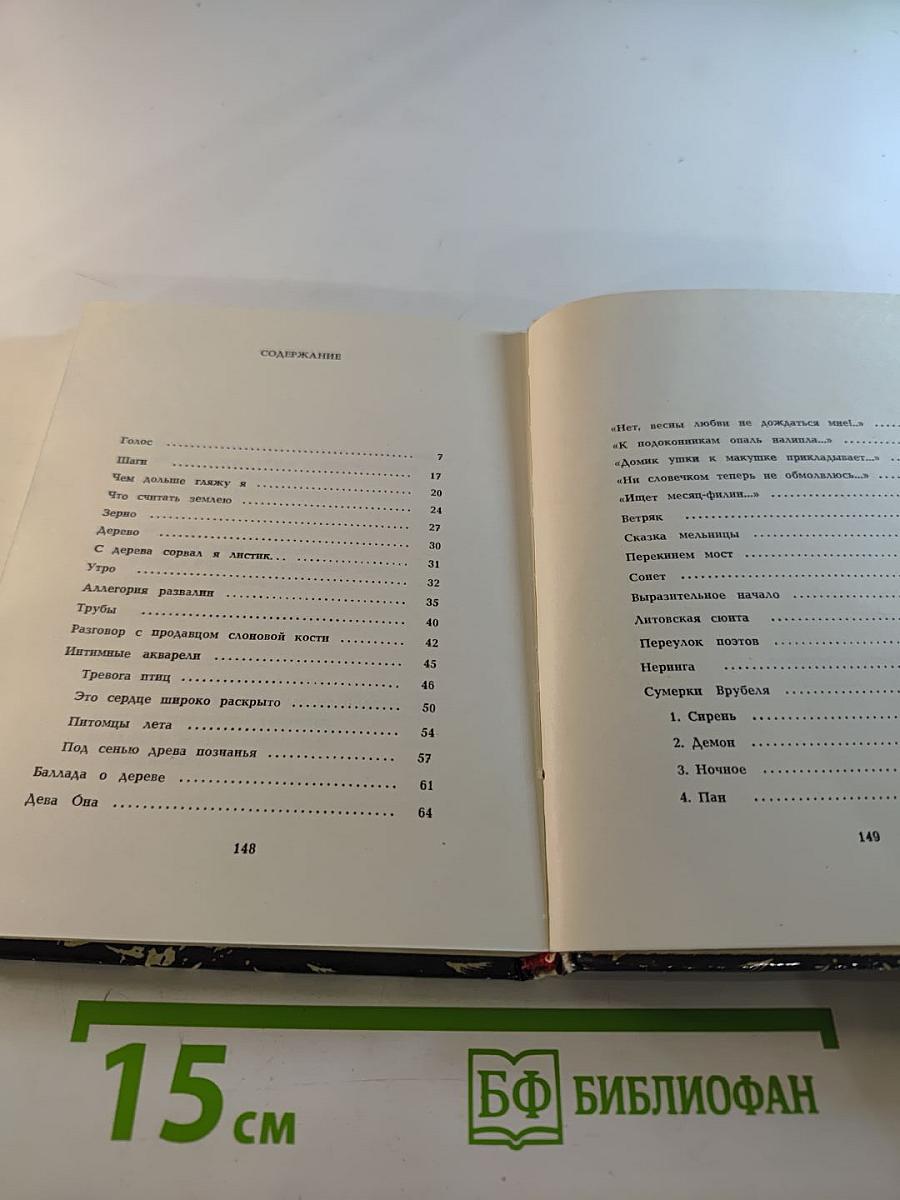 СОДЕРЖАНИЕ
Голос ........ 7
Шаги ........ 17
Чем дольше гляжу я ........ 20
Что считать землею ........ 24
Зерно ........ 27
Дерево ........ 30
С дерева сорвал я листик... ........ 31
Утро ........ 32
Аллегория развалин ........ 35
Трубы ........ 40
Разговор с продавцом слоновой кости ........ 42
Интимные акварели ........ 45
Тревога птиц ........ 46
Это сердце широко раскрыто ........ 50
Питомцы лета ........ 54
Под сенью древа познанья ........ 57
Баллада о дереве ........ 61
Дева О́на ........ 64
148
«Нет, весны любви не дождаться мне!..» ....
«К подоконникам опаль налипла...» ........
«Домик ушки к макушке прикладывает...» ..
«Ни словечком теперь не обмолвлюсь...» ....
«Ищет месяц-филин...» ........
Ветряк ........
Сказка мельницы ........
Перекинем мост ........
Сонет ........
Выразительное начало ........
Литовская сюита ........
Переулок поэтов ........
Неринга ........
Сумерки Врубеля ........
1. Сирень ........
2. Демон ........
3. Ночное ........
4. Пан ........
149
15 см
БФ БИБЛИОФАН